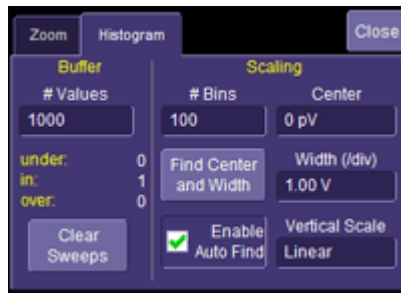 Zoom Histogram Close
Buffer Scaling
# Values # Bins Center
1000 100 0 pV
under: 0
in: 1
over: 0
Find Center
and Width
Width (/div)
1.00 V
Clear
Sweeps
Enable
Auto Find
Vertical Scale
Linear